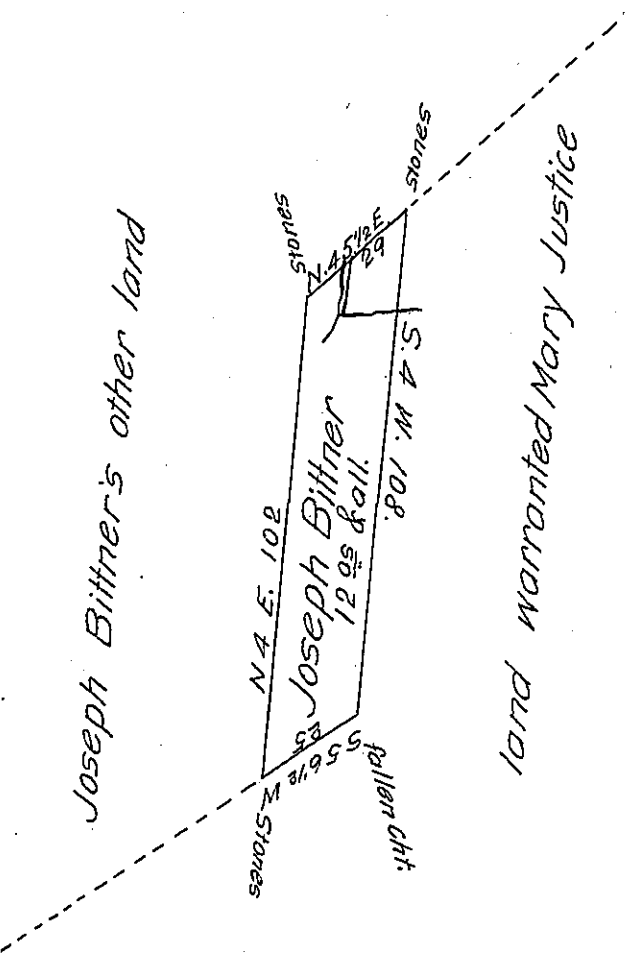 Joseph Bittner's other land
stones
stones
N. 45½ E.
29
N 4 E. 102
Joseph Bittner
12 as & all.
S. 4 W. 108.
25
S 56½ W
Stones
fallen cht.
land warranted Mary Justice